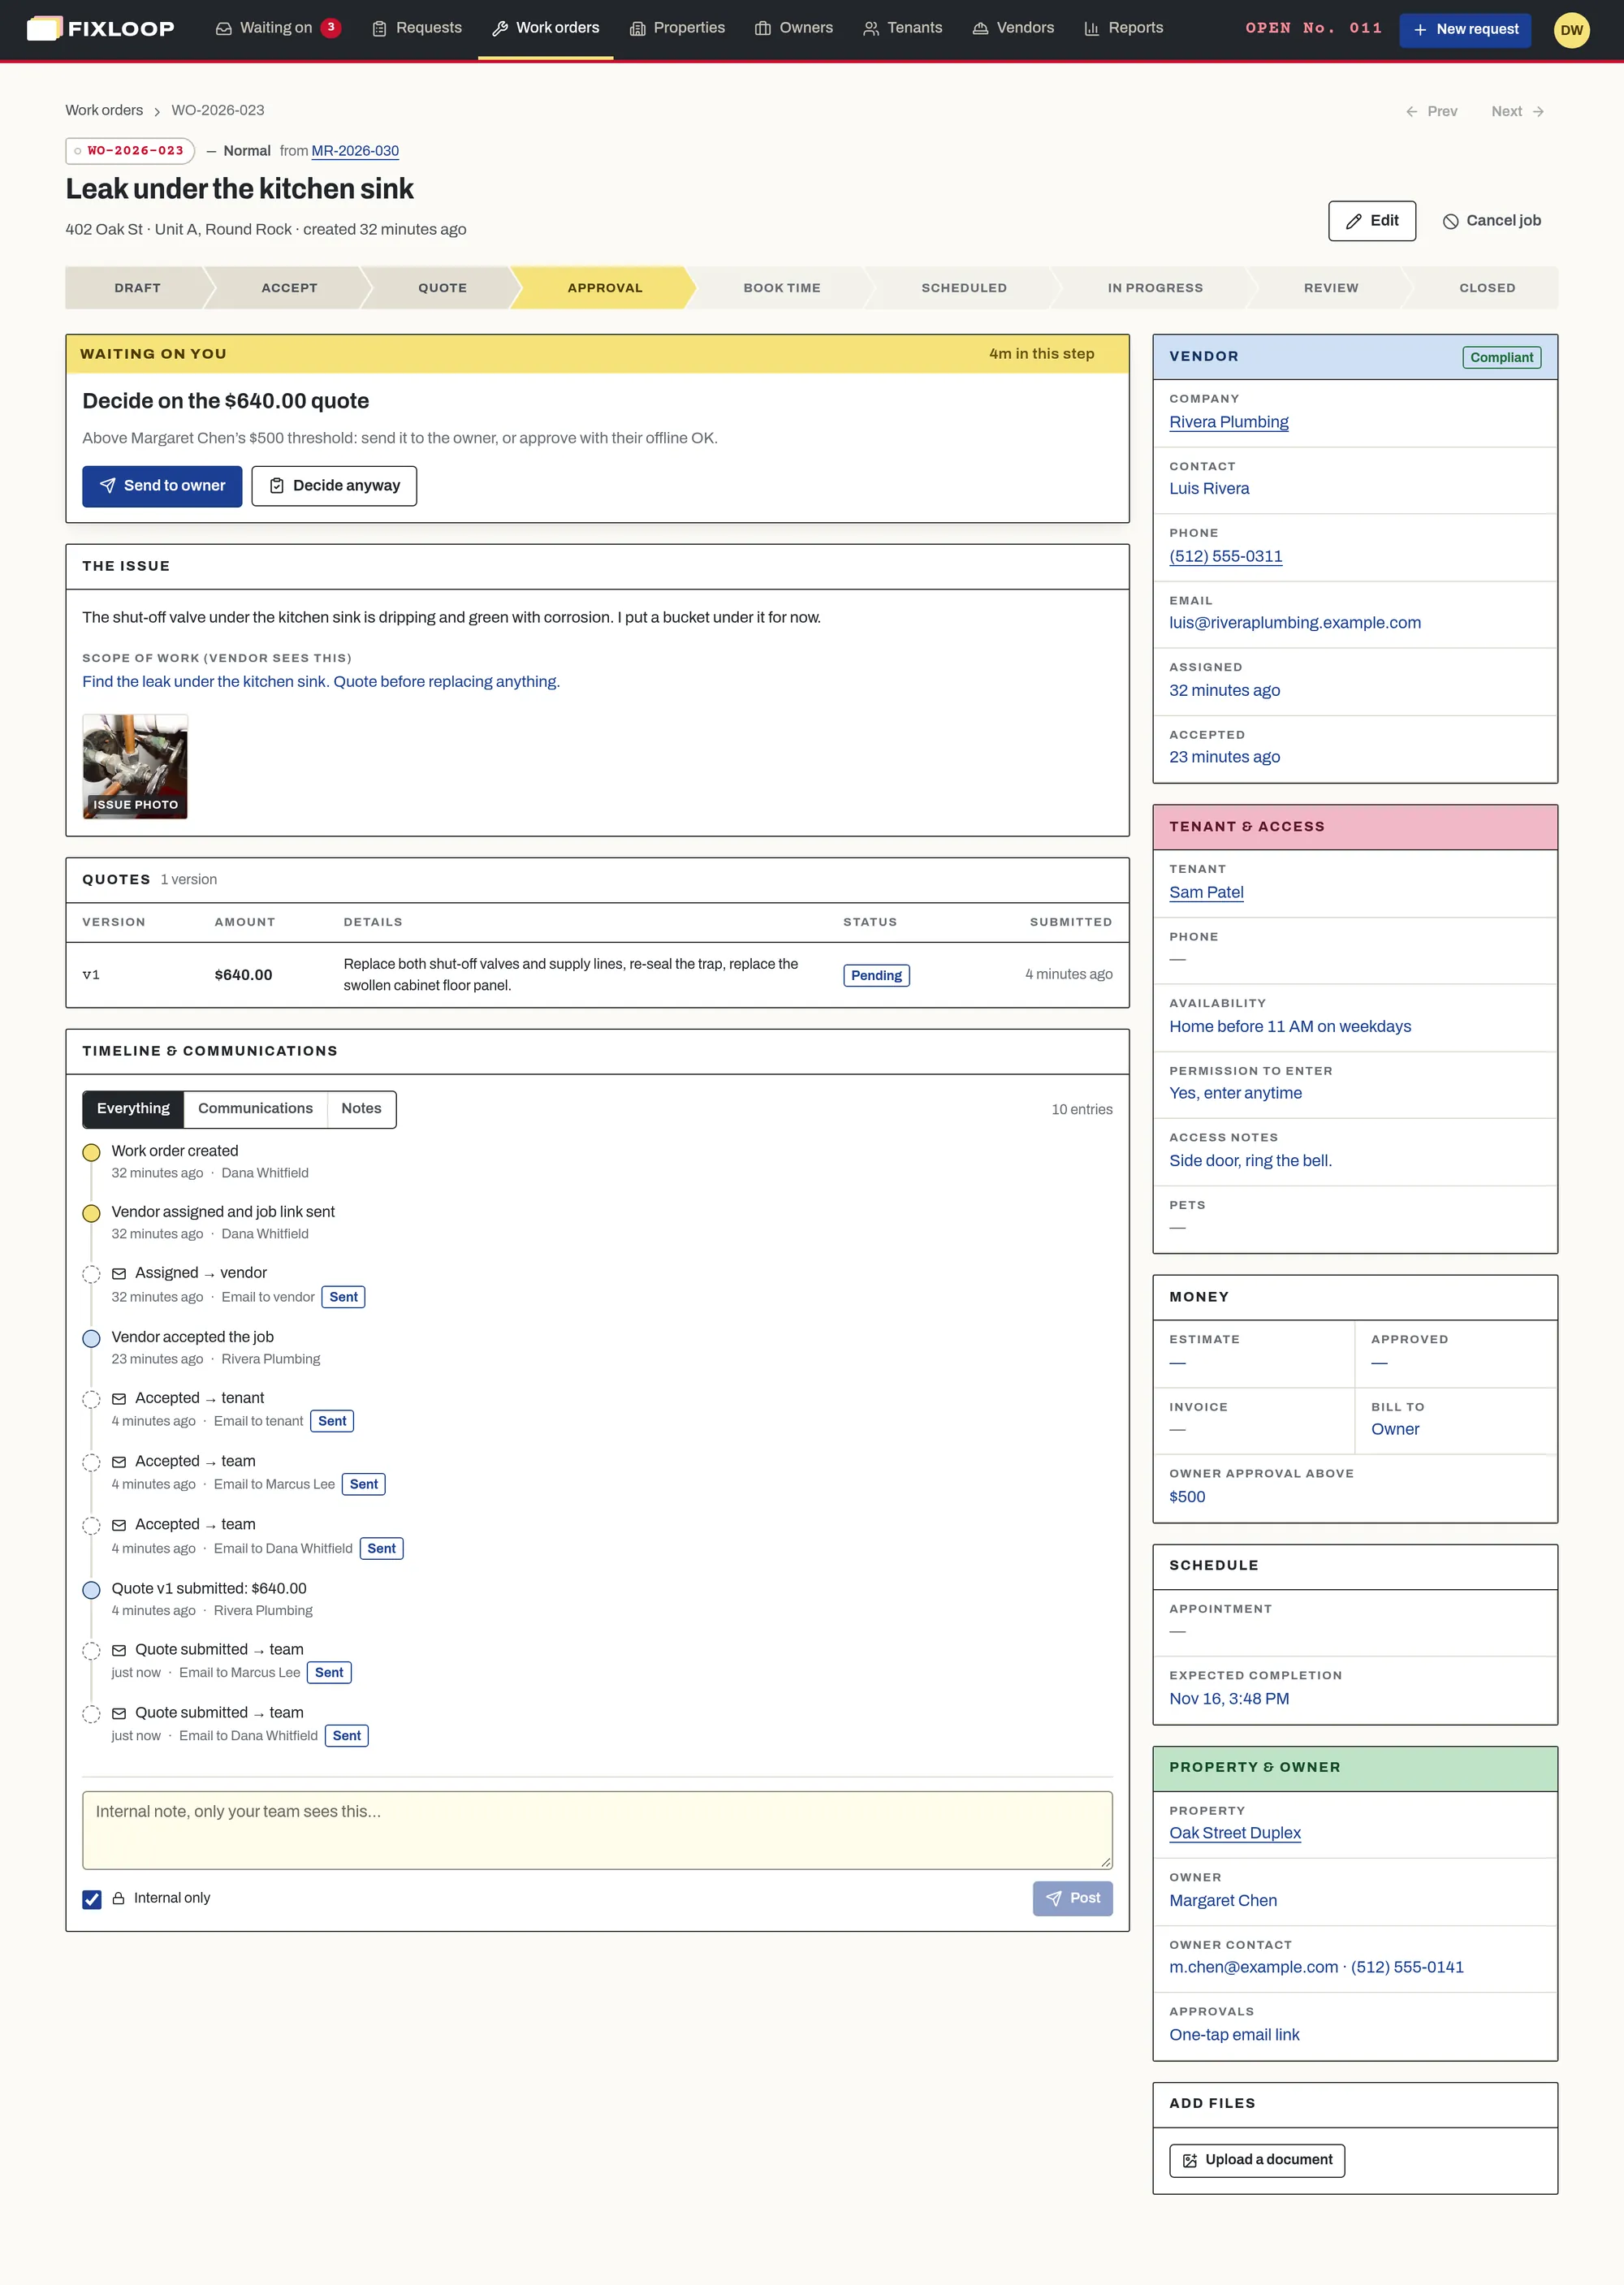 FIXLOOP
Waiting on 3
Requests
Work orders
Properties
Owners
Tenants
Vendors
Reports
OPEN No. 011
New request
DW
Work orders › WO-2026-023
← Prev
Next →
WO-2026-023
– Normal from MR-2026-030
Leak under the kitchen sink
402 Oak St · Unit A, Round Rock · created 32 minutes ago
Edit
Cancel job
DRAFT
ACCEPT
QUOTE
APPROVAL
BOOK TIME
SCHEDULED
IN PROGRESS
REVIEW
CLOSED
WAITING ON YOU
4m in this step
Decide on the $640.00 quote
Above Margaret Chen’s $500 threshold: send it to the owner, or approve with their offline OK.
Send to owner
Decide anyway
THE ISSUE
The shut-off valve under the kitchen sink is dripping and green with corrosion. I put a bucket under it for now.
SCOPE OF WORK (VENDOR SEES THIS)
Find the leak under the kitchen sink. Quote before replacing anything.
ISSUE PHOTO
QUOTES 1 version
VERSION AMOUNT DETAILS STATUS SUBMITTED
v1 $640.00 Replace both shut-off valves and supply lines, re-seal the trap, replace the
swollen cabinet floor panel.
Pending
4 minutes ago
TIMELINE & COMMUNICATIONS
Everything
Communications
Notes
10 entries
Work order created
32 minutes ago · Dana Whitfield
Vendor assigned and job link sent
32 minutes ago · Dana Whitfield
Assigned → vendor
32 minutes ago · Email to vendor Sent
Vendor accepted the job
23 minutes ago · Rivera Plumbing
Accepted → tenant
4 minutes ago · Email to tenant Sent
Accepted → team
4 minutes ago · Email to Marcus Lee Sent
Accepted → team
4 minutes ago · Email to Dana Whitfield Sent
Quote v1 submitted: $640.00
4 minutes ago · Rivera Plumbing
Quote submitted → team
just now · Email to Marcus Lee Sent
Quote submitted → team
just now · Email to Dana Whitfield Sent
Internal note, only your team sees this…
Internal only
Post
VENDOR
Compliant
COMPANY
Rivera Plumbing
CONTACT
Luis Rivera
PHONE
(512) 555-0311
EMAIL
luis@riveraplumbing.example.com
ASSIGNED
32 minutes ago
ACCEPTED
23 minutes ago
TENANT & ACCESS
TENANT
Sam Patel
PHONE
—
AVAILABILITY
Home before 11 AM on weekdays
PERMISSION TO ENTER
Yes, enter anytime
ACCESS NOTES
Side door, ring the bell.
PETS
—
MONEY
ESTIMATE APPROVED
— —
INVOICE BILL TO
— Owner
OWNER APPROVAL ABOVE
$500
SCHEDULE
APPOINTMENT
—
EXPECTED COMPLETION
Nov 16, 3:48 PM
PROPERTY & OWNER
PROPERTY
Oak Street Duplex
OWNER
Margaret Chen
OWNER CONTACT
m.chen@example.com · (512) 555-0141
APPROVALS
One-tap email link
ADD FILES
Upload a document